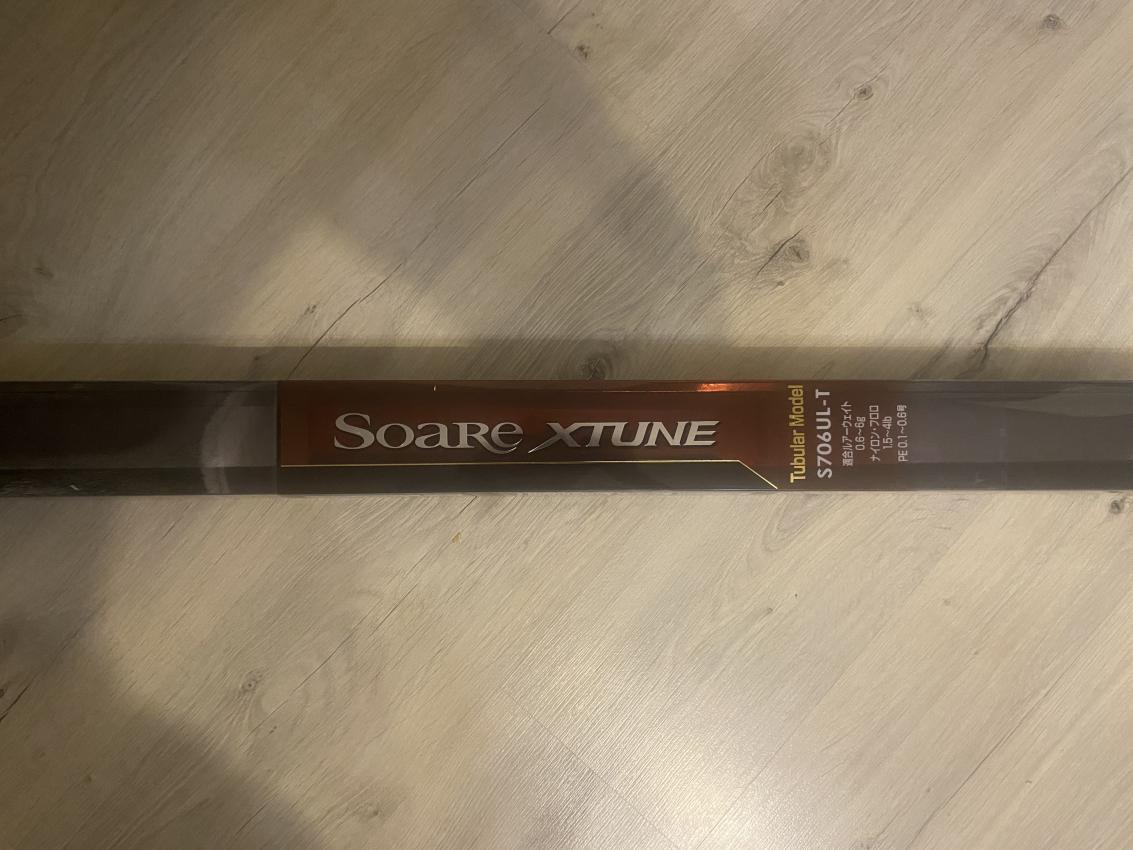 Soare XTUNE
Tubular Model
S706UL-T
適合ルアーウェイト
0.6~6g
ナイロン・フロロ
1.5~4lb
PE 0.1~0.6号